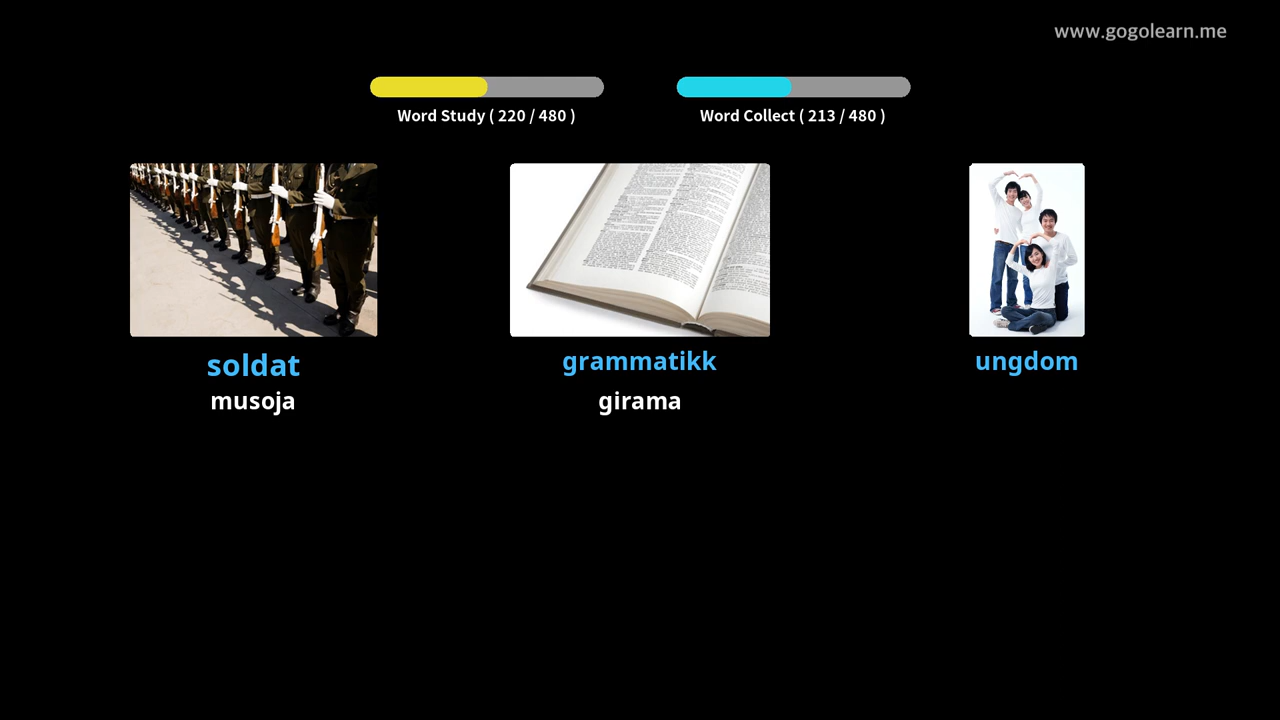 www.gogolearn.me
Word Study ( 220 / 480 )
Word Collect ( 213 / 480 )
soldat
grammatikk
ungdom
musoja
girama